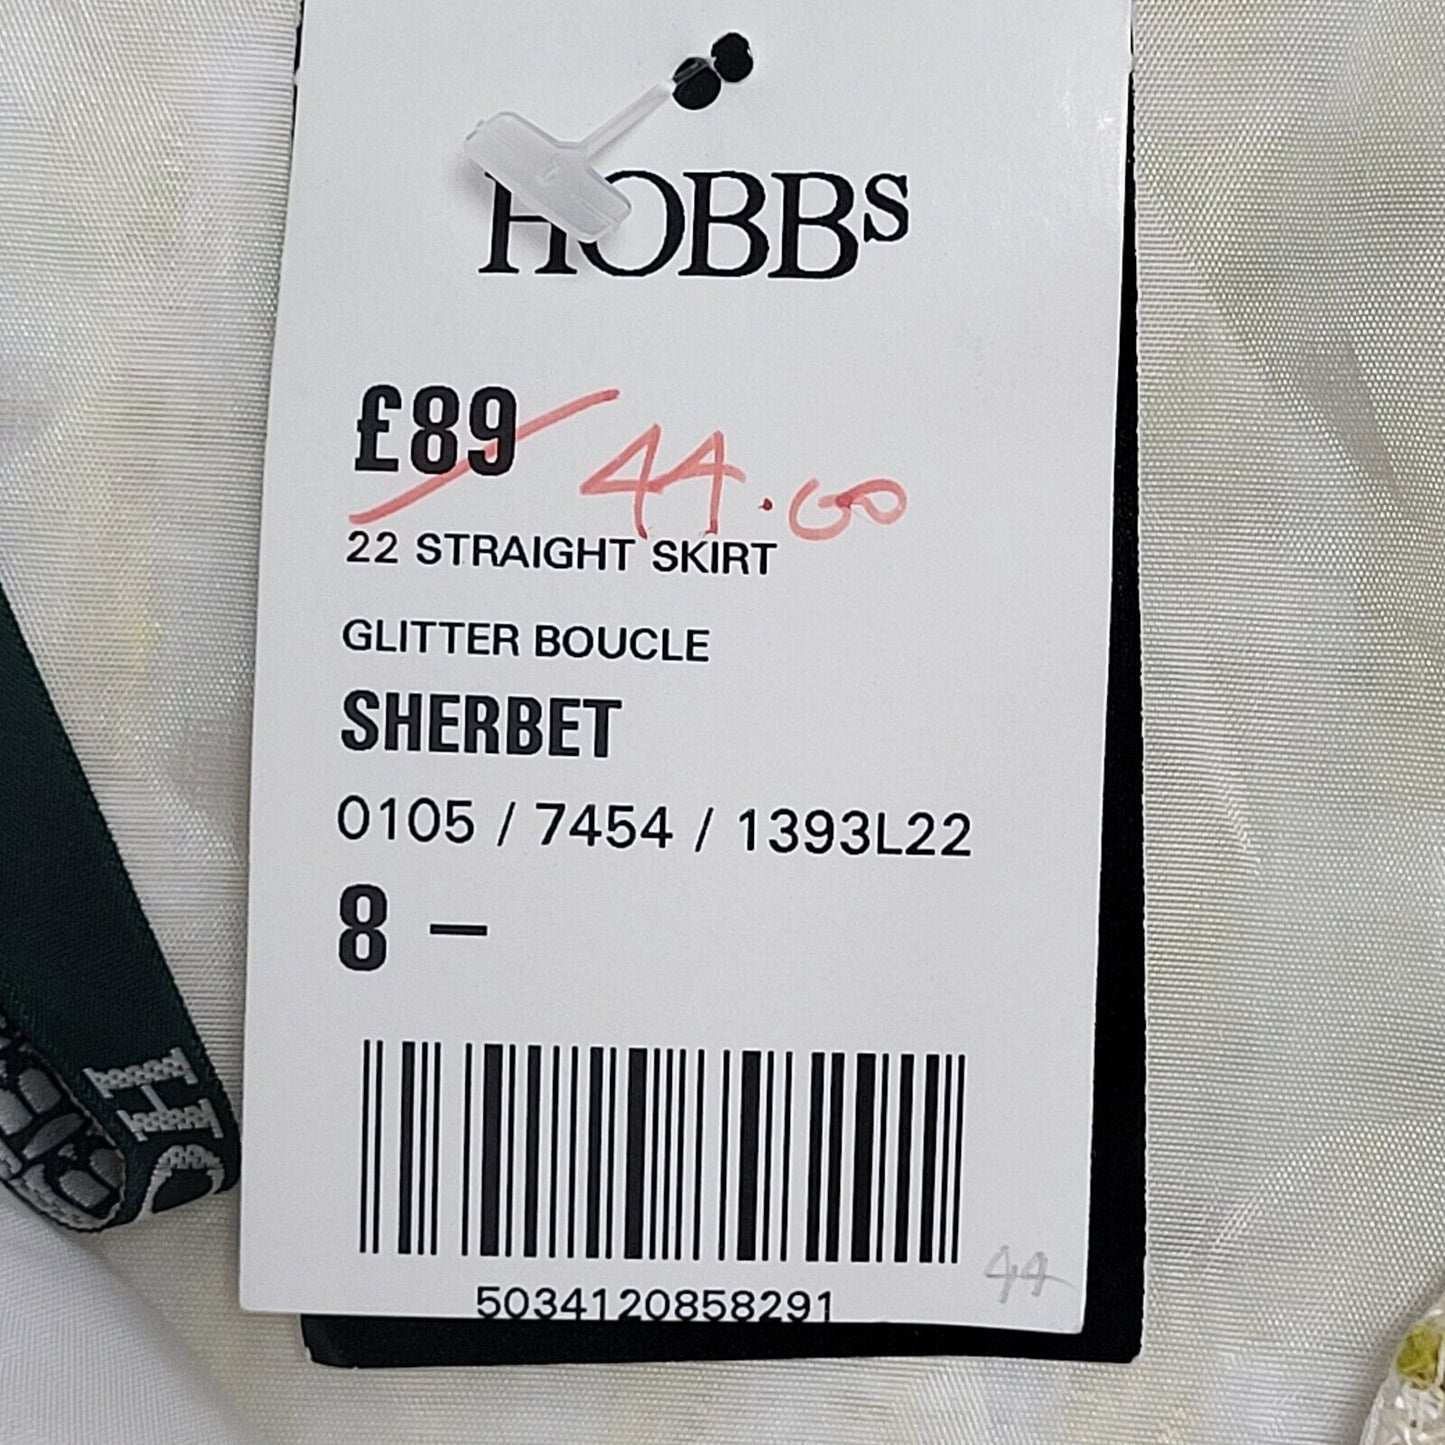 HOBBS
£89 44.00
22 STRAIGHT SKIRT
GLITTER BOUCLE
SHERBET
0105 / 7454 / 1393L22
8 –
44
5034120858291